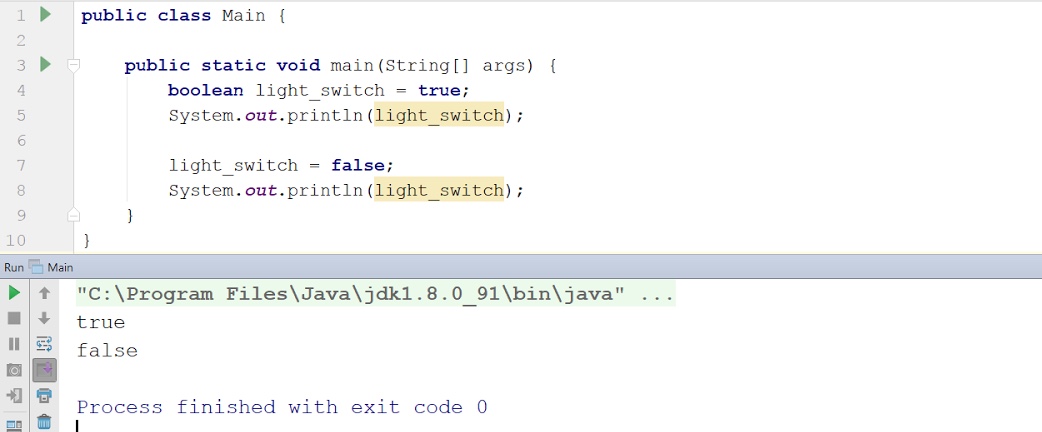 1 public class Main {
2
3 public static void main(String[] args) {
4 boolean light_switch = true;
5 System.out.println(light_switch);
6
7 light_switch = false;
8 System.out.println(light_switch);
9 }
10 }
Run Main
"C:\Program Files\Java\jdk1.8.0_91\bin\java" ...
true
false
Process finished with exit code 0